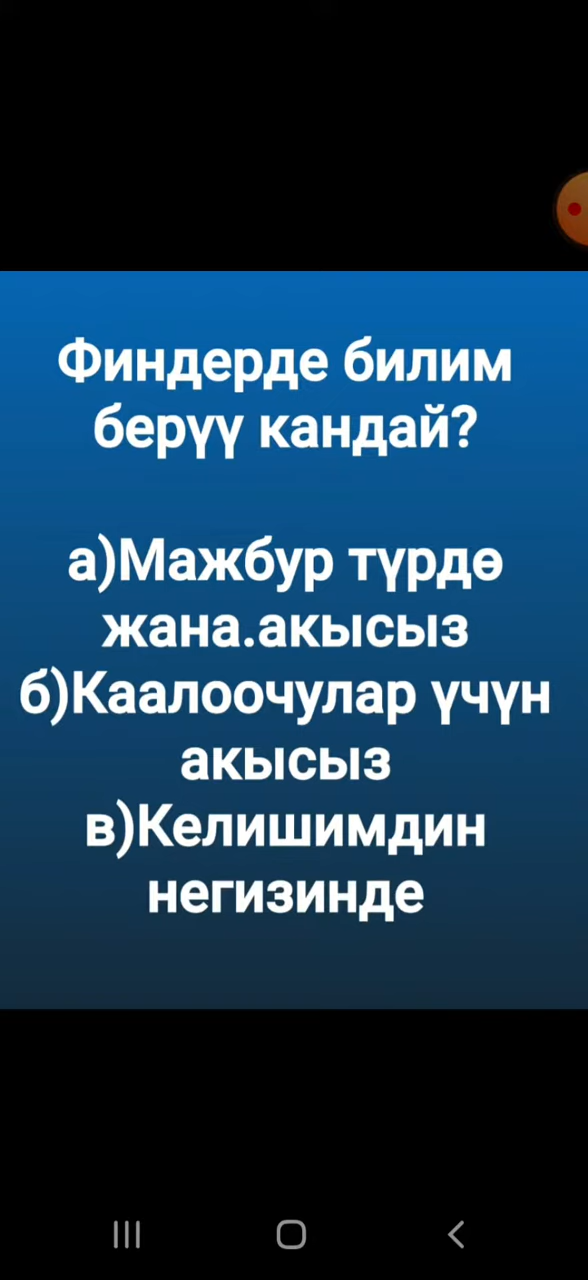 Финдерде билим
берүү кандай?
а)Мажбур түрдө
жана.акысыз
б)Каалоочулар үчүн
акысыз
в)Келишимдин
негизинде